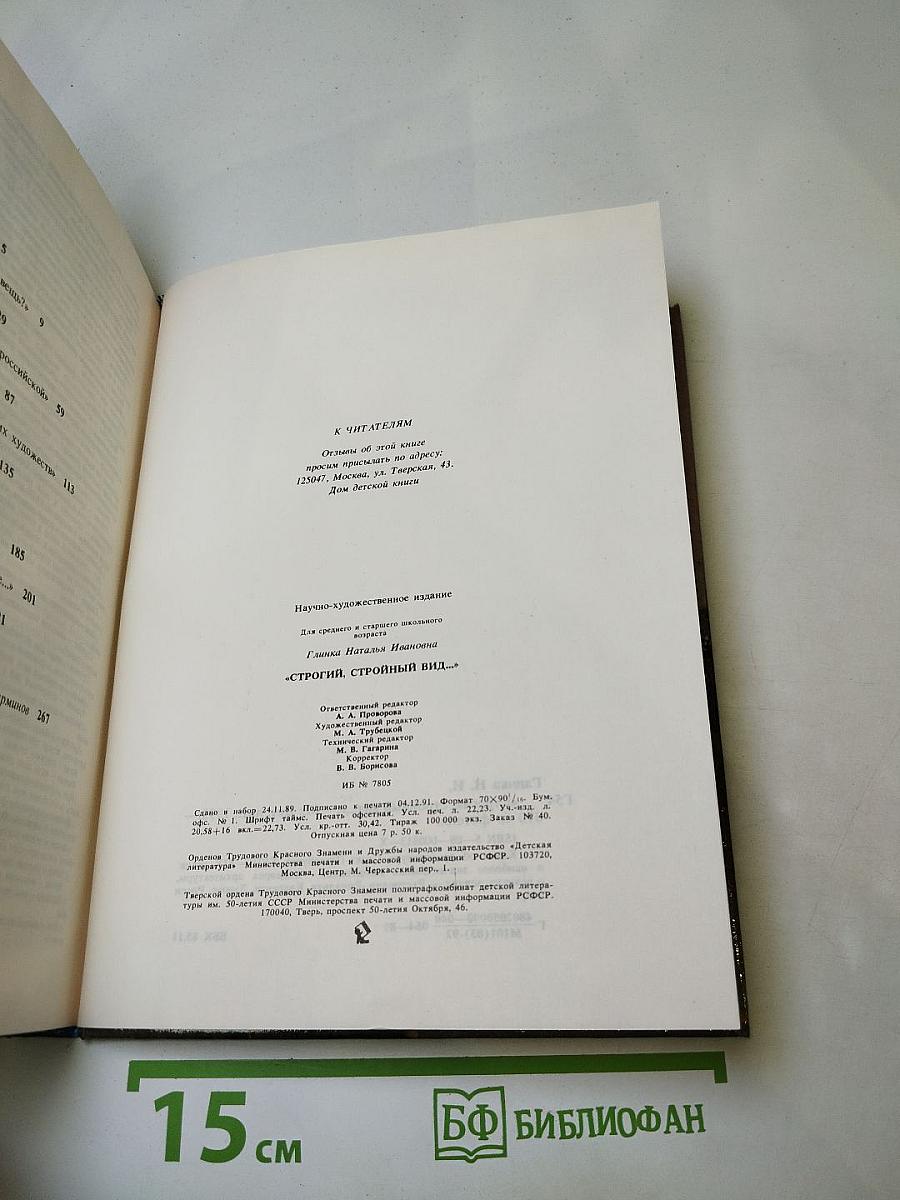 5
вещь?» 9
29
российской» 59
87
их художеств» 113
135
185
201
267
К ЧИТАТЕЛЯМ
Отзывы об этой книге
просим присылать по адресу:
125047, Москва, ул. Тверская, 43.
Дом детской книги
Научно-художественное издание
Для среднего и старшего школьного
возраста
Глинка Наталья Ивановна
«СТРОГИЙ, СТРОЙНЫЙ ВИД...»
Ответственный редактор
А. А. Проворова
Художественный редактор
М. А. Трубецкой
Технический редактор
М. В. Гагарина
Корректор
В. В. Борисова
ИБ № 7805
Сдано в набор 24.11.89. Подписано к печати 04.12.91. Формат 70×90¹/₁₆. Бум.
офс. № 1. Шрифт таймс. Печать офсетная. Усл. печ. л. 22,23. Уч.-изд. л.
20,58+16 вкл.=22,73. Усл. кр.-отт. 30,42. Тираж 100 000 экз. Заказ № 40.
Отпускная цена 7 р. 50 к.
Орденов Трудового Красного Знамени и Дружбы народов издательство «Детская
литература» Министерства печати и массовой информации РСФСР. 103720,
Москва, Центр, М. Черкасский пер., 1.
Тверской ордена Трудового Красного Знамени полиграфкомбинат детской литера-
туры им. 50-летия СССР Министерства печати и массовой информации РСФСР.
170040, Тверь, проспект 50-летия Октября, 46.
15 см
БФ БИБЛИОФАН